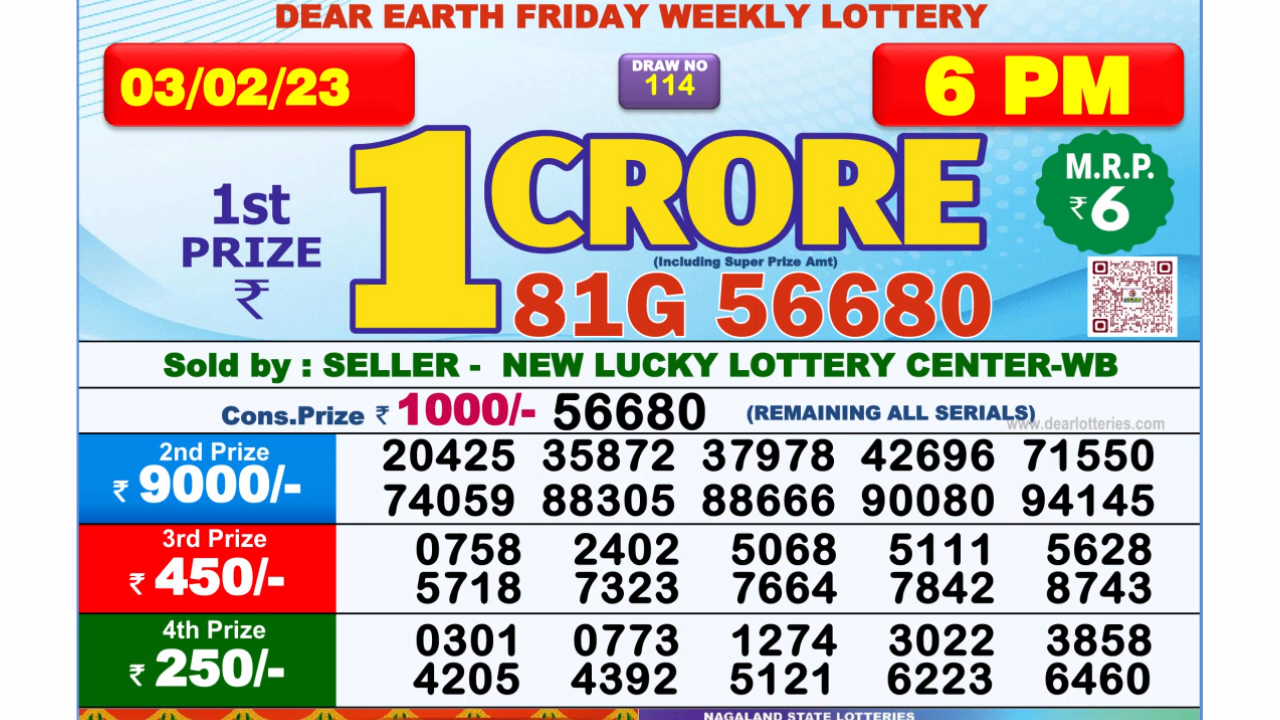 DEAR EARTH FRIDAY WEEKLY LOTTERY
03/02/23
DRAW NO
114
6 PM
1st
PRIZE
₹
1 CRORE
(Including Super Prize Amt)
81G 56680
M.R.P.
₹6
Sold by : SELLER - NEW LUCKY LOTTERY CENTER-WB
Cons.Prize ₹ 1000/- 56680 (REMAINING ALL SERIALS)
www.dearlotteries.com
2nd Prize
₹ 9000/-
20425 35872 37978 42696 71550
74059 88305 88666 90080 94145
3rd Prize
₹ 450/-
0758 2402 5068 5111 5628
5718 7323 7664 7842 8743
4th Prize
₹ 250/-
0301 0773 1274 3022 3858
4205 4392 5121 6223 6460
NAGALAND STATE LOTTERIES